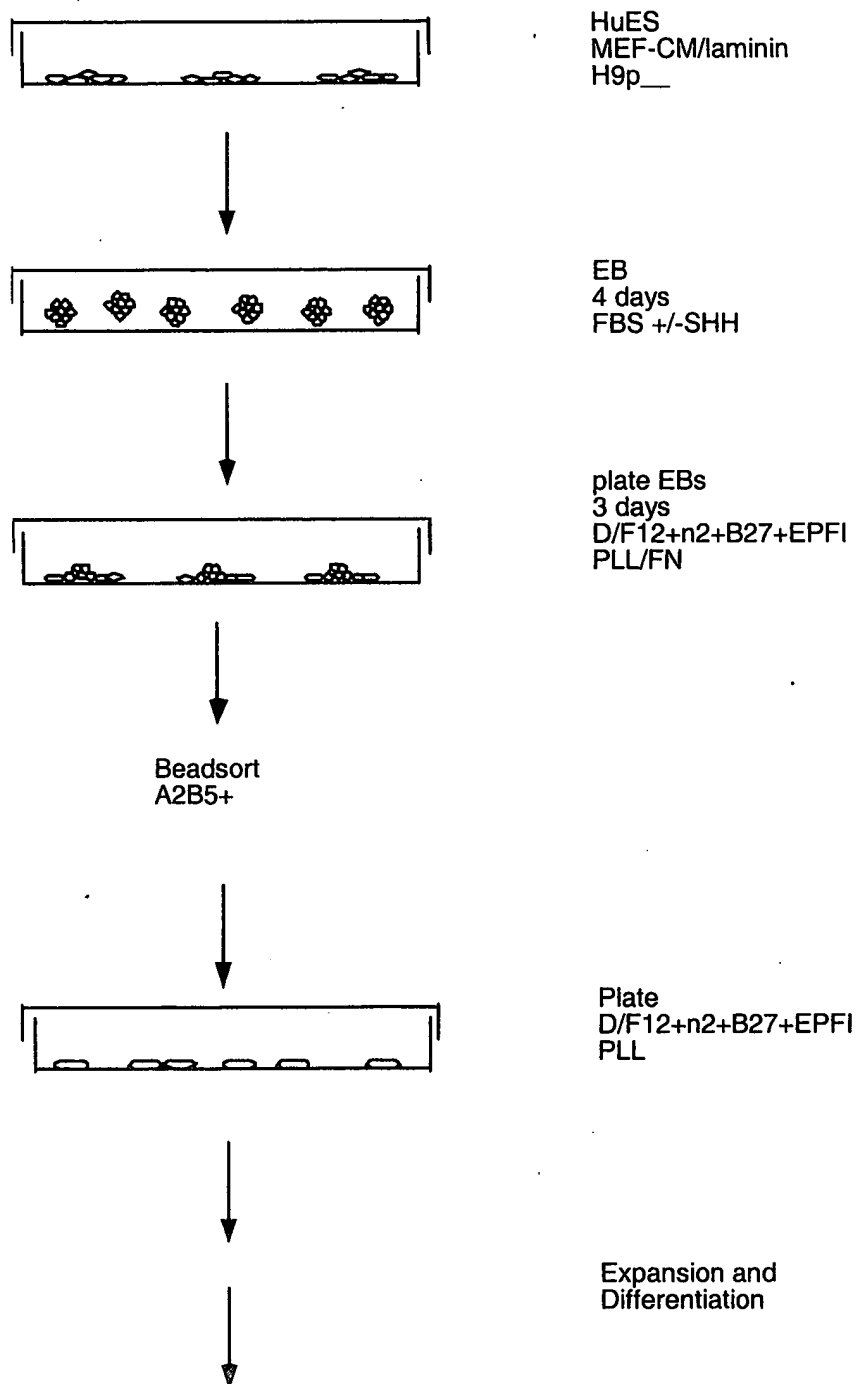 HuES
MEF-CM/laminin
H9p__
EB
4 days
FBS +/-SHH
plate EBs
3 days
D/F12+n2+B27+EPFI
PLL/FN
Beadsort
A2B5+
Plate
D/F12+n2+B27+EPFI
PLL
Expansion and
Differentiation